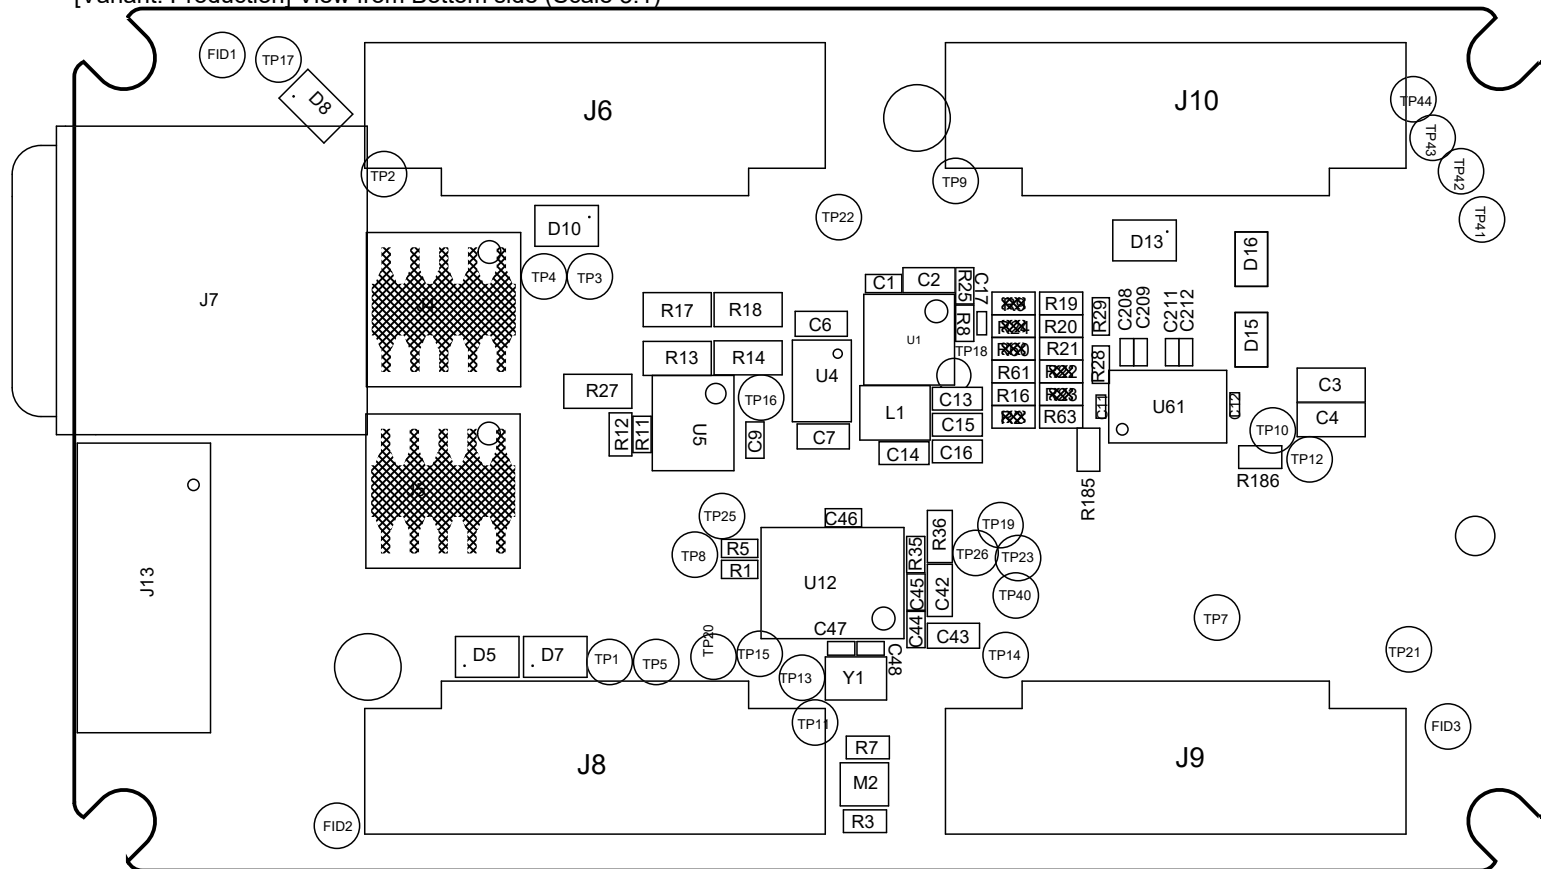 [Variant: Production] View from Bottom side (Scale 3:1)
FID1
TP17
D8
J6
J10
TP44
TP43
TP42
TP41
TP2
TP9
TP22
D10
D13
D16
J7
TP4
TP3
C1
C2
R25
C17
R17
R18
C6
U1
R8
R19
R29
C208
C209
C211
C212
R20
D15
R13
R14
U4
TP18
R21
R28
R61
R27
TP16
L1
C13
R16
C11
U61
C12
C3
C4
R12
R11
U5
C9
C7
C15
R63
TP10
C14
C16
R185
R186
TP12
J13
TP25
C46
R36
TP19
TP8
R5
R1
U12
R35
TP26
TP23
C45
C42
TP40
C47
C44
C43
TP7
D5
D7
TP1
TP5
TP20
TP15
C48
TP14
TP21
TP13
Y1
TP11
FID3
R7
J8
M2
J9
FID2
R3